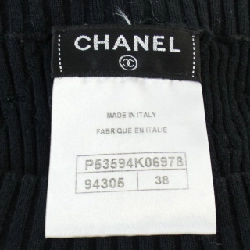 CHANEL
MADE IN ITALY
FABRIQUE EN ITALIE
P53594K06978
94305 38